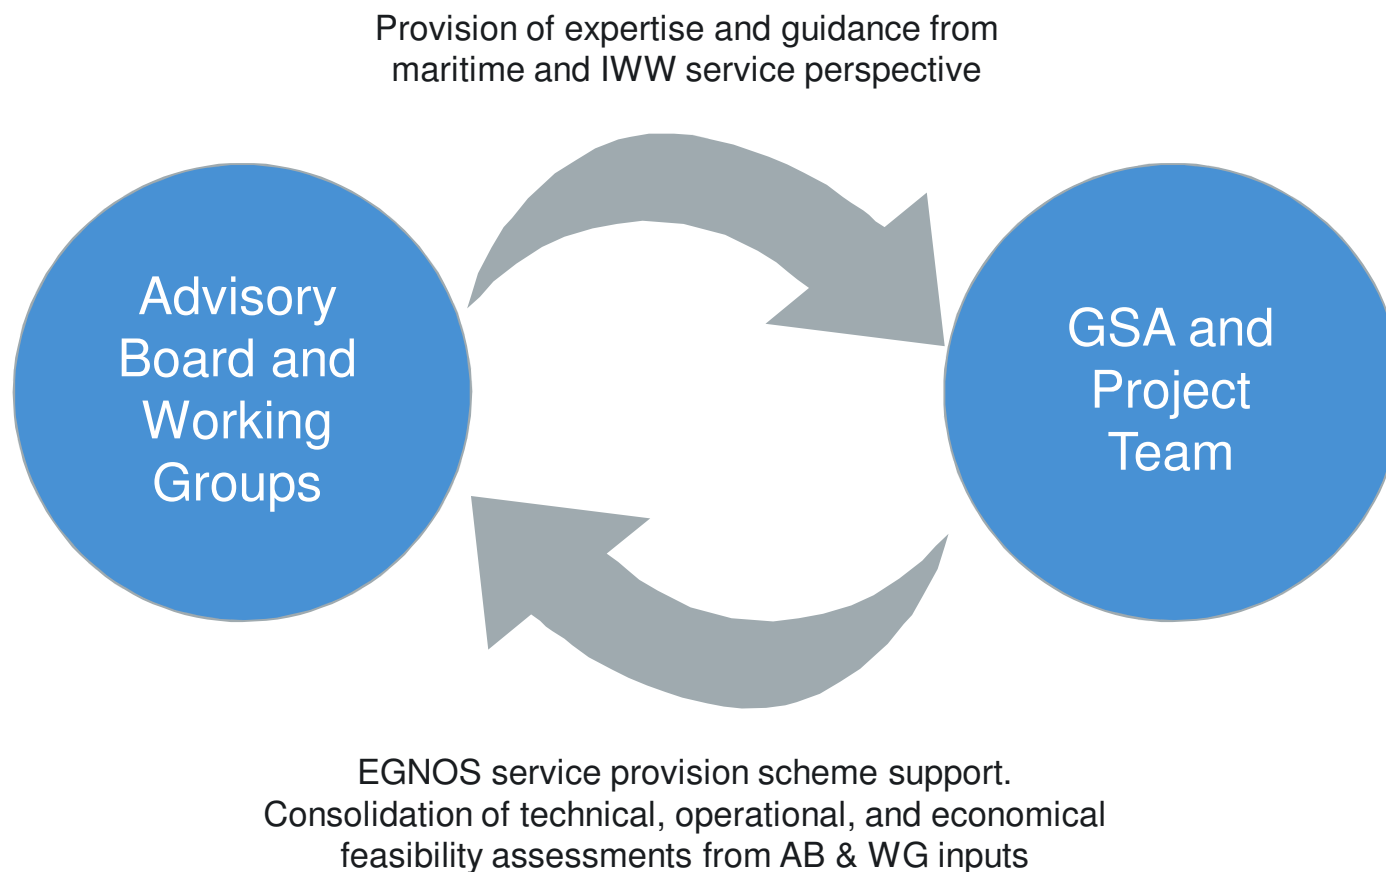 Provision of expertise and guidance from
maritime and IWW service perspective
Advisory
Board and
Working
Groups
GSA and
Project
Team
EGNOS service provision scheme support.
Consolidation of technical, operational, and economical
feasibility assessments from AB & WG inputs